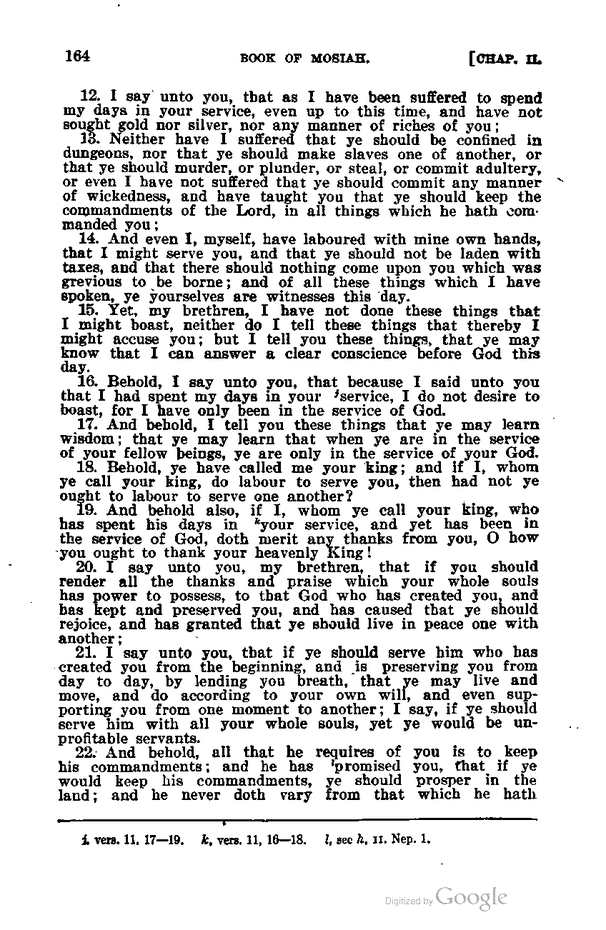 164 BOOK OF MOSIAH. [CHAP. II.
12. I say unto you, that as I have been suffered to spend
my days in your service, even up to this time, and have not
sought gold nor silver, nor any manner of riches of you;
13. Neither have I suffered that ye should be confined in
dungeons, nor that ye should make slaves one of another, or
that ye should murder, or plunder, or steal, or commit adultery,
or even I have not suffered that ye should commit any manner
of wickedness, and have taught you that ye should keep the
commandments of the Lord, in all things which he hath com-
manded you;
14. And even I, myself, have laboured with mine own hands,
that I might serve you, and that ye should not be laden with
taxes, and that there should nothing come upon you which was
grevious to be borne; and of all these things which I have
spoken, ye yourselves are witnesses this day.
15. Yet, my brethren, I have not done these things that
I might boast, neither do I tell these things that thereby I
might accuse you; but I tell you these things, that ye may
know that I can answer a clear conscience before God this
day.
16. Behold, I say unto you, that because I said unto you
that I had spent my days in your jservice, I do not desire to
boast, for I have only been in the service of God.
17. And behold, I tell you these things that ye may learn
wisdom; that ye may learn that when ye are in the service
of your fellow beings, ye are only in the service of your God.
18. Behold, ye have called me your king; and if I, whom
ye call your king, do labour to serve you, then had not ye
ought to labour to serve one another?
19. And behold also, if I, whom ye call your king, who
has spent his days in kyour service, and yet has been in
the service of God, doth merit any thanks from you, O how
you ought to thank your heavenly King!
20. I say unto you, my brethren, that if you should
render all the thanks and praise which your whole souls
has power to possess, to that God who has created you, and
has kept and preserved you, and has caused that ye should
rejoice, and has granted that ye should live in peace one with
another;
21. I say unto you, that if ye should serve him who has
created you from the beginning, and is preserving you from
day to day, by lending you breath, that ye may live and
move, and do according to your own will, and even sup-
porting you from one moment to another; I say, if ye should
serve him with all your whole souls, yet ye would be un-
profitable servants.
22. And behold, all that he requires of you is to keep
his commandments; and he has lpromised you, that if ye
would keep his commandments, ye should prosper in the
land; and he never doth vary from that which he hath
j, vers. 11, 17—19. k, vers. 11, 16—18. l, see h, II. Nep. 1.
Digitized by Google